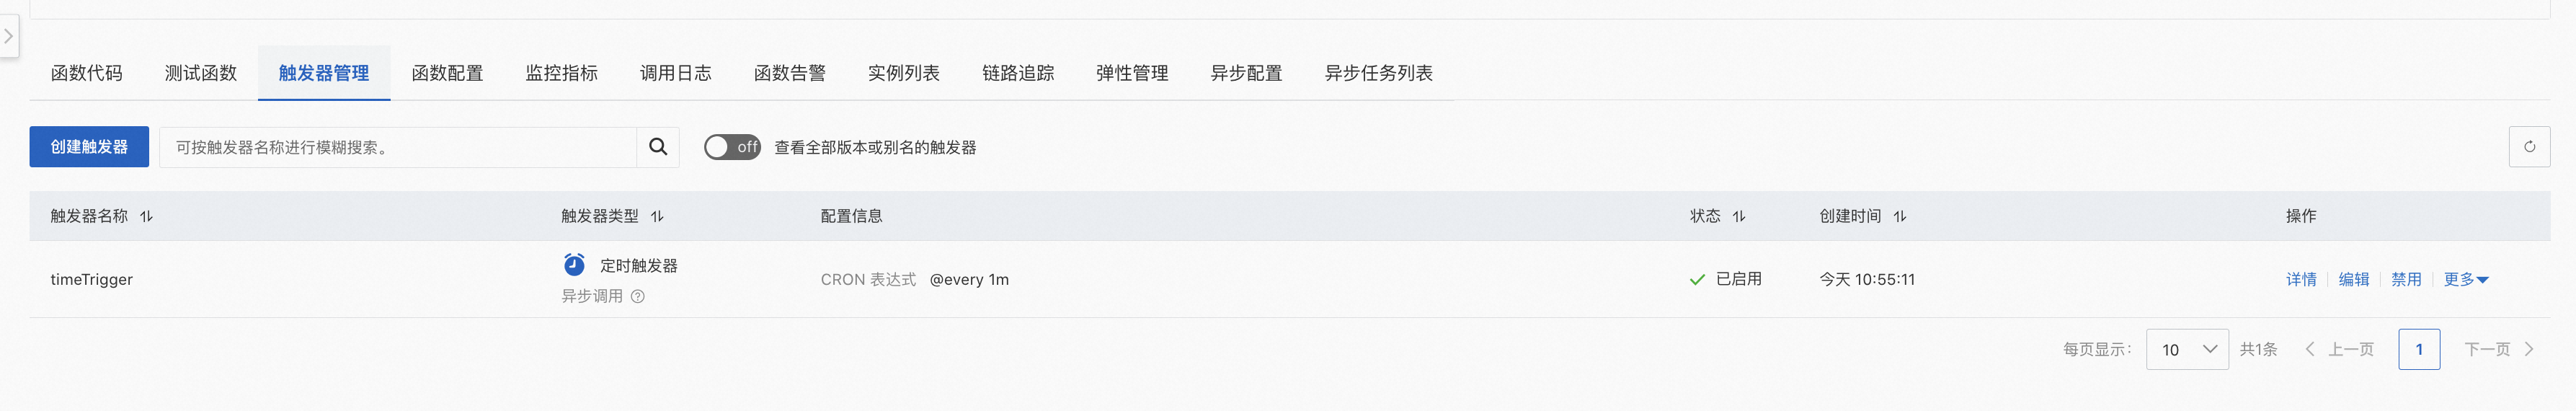 函数代码 测试函数 触发器管理 函数配置 监控指标 调用日志 函数告警 实例列表 链路追踪 弹性管理 异步配置 异步任务列表
创建触发器 可按触发器名称进行模糊搜索。 off 查看全部版本或别名的触发器
触发器名称 触发器类型 配置信息 状态 创建时间 操作
timeTrigger 定时触发器 CRON 表达式 @every 1m 已启用 今天 10:55:11 详情 编辑 禁用 更多
异步调用
每页显示: 10 共1条 上一页 1 下一页